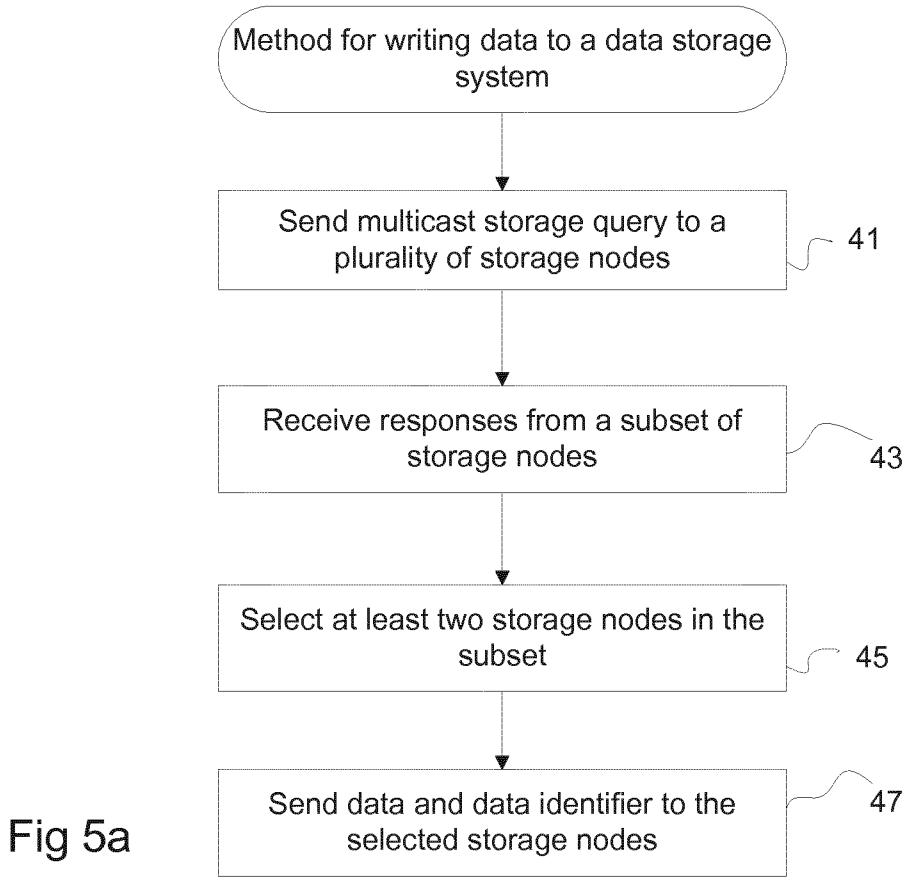 Method for writing data to a data storage
system
Send multicast storage query to a
plurality of storage nodes
41
Receive responses from a subset of
storage nodes
43
Select at least two storage nodes in the
subset
45
Send data and data identifier to the
selected storage nodes
47
Fig 5a